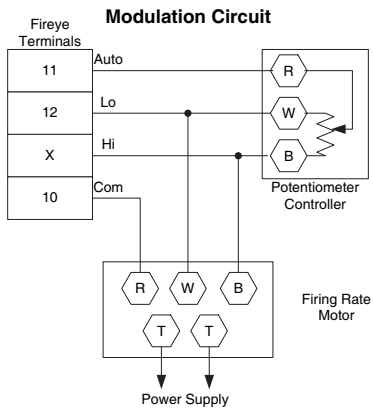 Modulation Circuit
Fireye
Terminals
11
Auto
R
12
Lo
W
X
Hi
B
10
Com
Potentiometer
Controller
R
W
B
Firing Rate
Motor
T
T
Power Supply